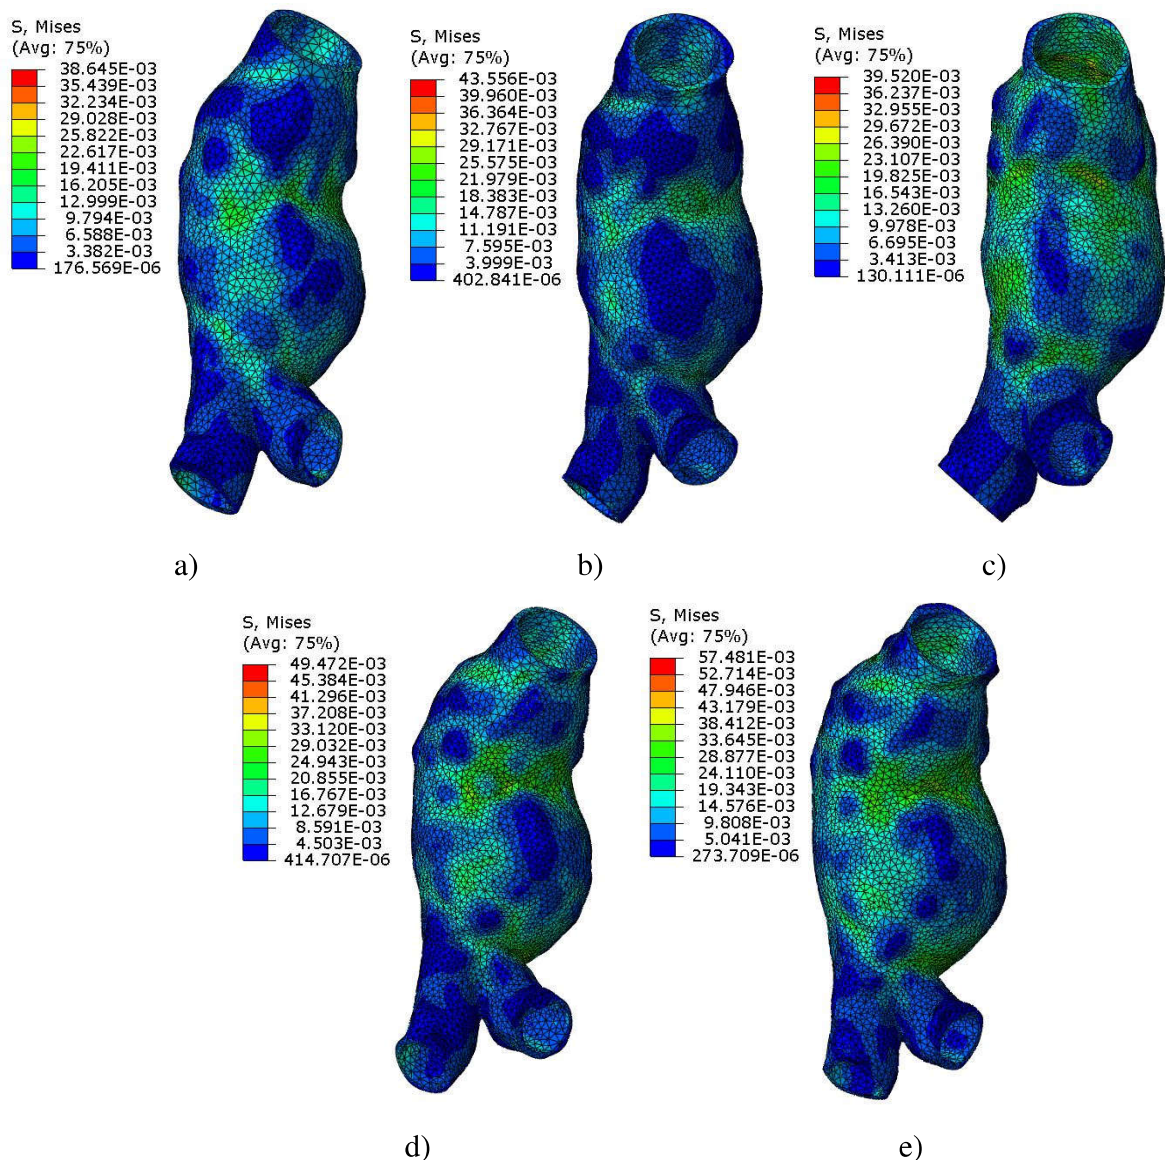 S, Mises
(Avg: 75%)
38.645E-03
35.439E-03
32.234E-03
29.028E-03
25.822E-03
22.617E-03
19.411E-03
16.205E-03
12.999E-03
9.794E-03
6.588E-03
3.382E-03
176.569E-06
a)
S, Mises
(Avg: 75%)
43.556E-03
39.960E-03
36.364E-03
32.767E-03
29.171E-03
25.575E-03
21.979E-03
18.383E-03
14.787E-03
11.191E-03
7.595E-03
3.999E-03
402.841E-06
b)
S, Mises
(Avg: 75%)
39.520E-03
36.237E-03
32.955E-03
29.672E-03
26.390E-03
23.107E-03
19.825E-03
16.543E-03
13.260E-03
9.978E-03
6.695E-03
3.413E-03
130.111E-06
c)
S, Mises
(Avg: 75%)
49.472E-03
45.384E-03
41.296E-03
37.208E-03
33.120E-03
29.032E-03
24.943E-03
20.855E-03
16.767E-03
12.679E-03
8.591E-03
4.503E-03
414.707E-06
d)
S, Mises
(Avg: 75%)
57.481E-03
52.714E-03
47.946E-03
43.179E-03
38.412E-03
33.645E-03
28.877E-03
24.110E-03
19.343E-03
14.576E-03
9.808E-03
5.041E-03
273.709E-06
e)